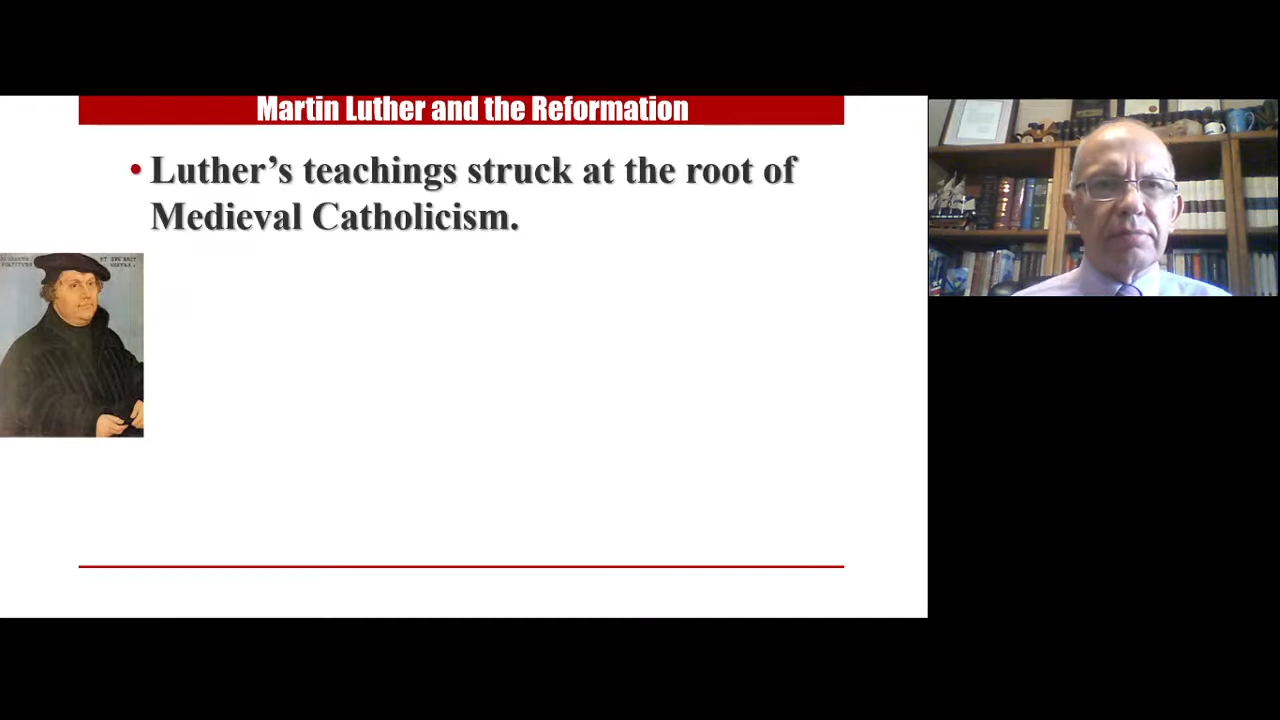 Martin Luther and the Reformation
• Luther’s teachings struck at the root of
Medieval Catholicism.